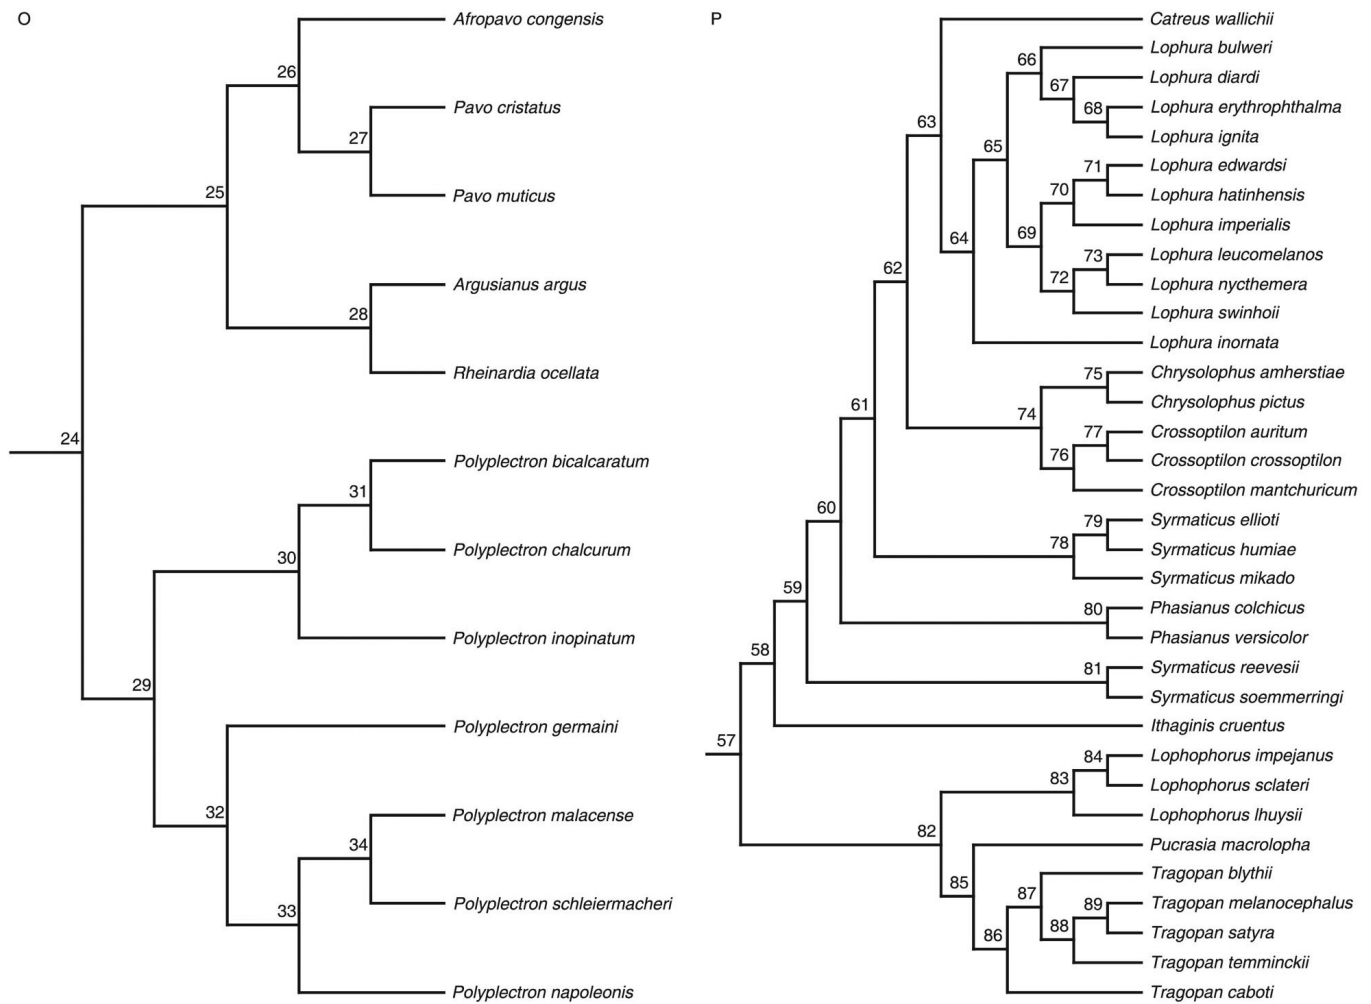 O
Afropavo congensis
26
Pavo cristatus
27
Pavo muticus
25
Argusianus argus
28
Rheinardia ocellata
24
Polyplectron bicalcaratum
31
Polyplectron chalcurum
30
Polyplectron inopinatum
29
Polyplectron germaini
32
Polyplectron malacense
34
Polyplectron schleiermacheri
33
Polyplectron napoleonis
P
Catreus wallichii
Lophura bulweri
66
Lophura diardi
67
Lophura erythrophthalma
68
Lophura ignita
63
65
Lophura edwardsi
71
Lophura hatinhensis
70
Lophura imperialis
69
64
Lophura leucomelanos
73
Lophura nycthemera
72
62
Lophura swinhoii
Lophura inornata
Chrysolophus amherstiae
75
Chrysolophus pictus
61
74
Crossoptilon auritum
77
Crossoptilon crossoptilon
76
Crossoptilon mantchuricum
60
Syrmaticus ellioti
79
Syrmaticus humiae
78
Syrmaticus mikado
59
Phasianus colchicus
80
Phasianus versicolor
58
Syrmaticus reevesii
81
Syrmaticus soemmerringi
Ithaginis cruentus
57
Lophophorus impejanus
84
Lophophorus sclateri
83
Lophophorus lhuysii
82
Pucrasia macrolopha
85
Tragopan blythii
87
Tragopan melanocephalus
89
Tragopan satyra
88
86
Tragopan temminckii
Tragopan caboti